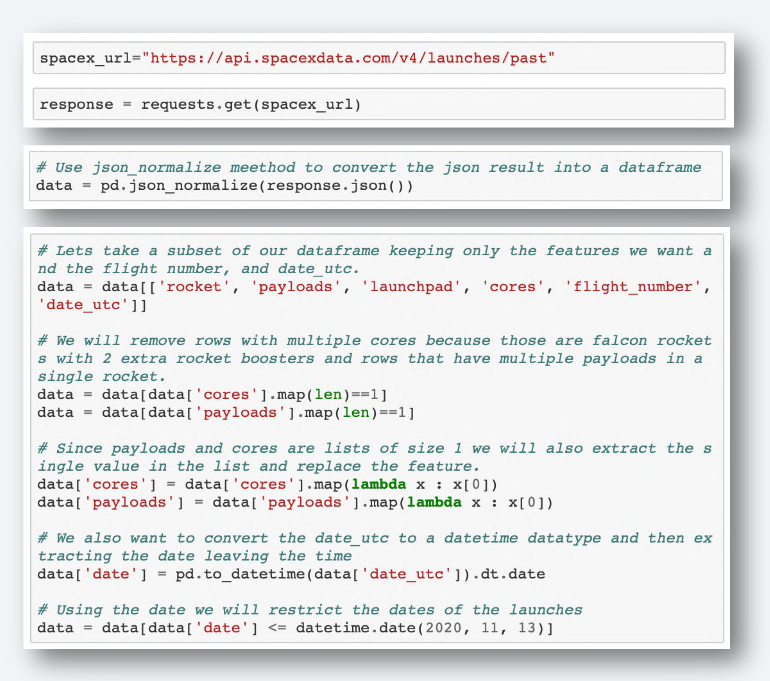 spacex_url="https://api.spacexdata.com/v4/launches/past"
response = requests.get(spacex_url)
# Use json_normalize meethod to convert the json result into a dataframe
data = pd.json_normalize(response.json())
# Lets take a subset of our dataframe keeping only the features we want a
nd the flight number, and date_utc.
data = data[['rocket', 'payloads', 'launchpad', 'cores', 'flight_number',
'date_utc']]
# We will remove rows with multiple cores because those are falcon rocket
s with 2 extra rocket boosters and rows that have multiple payloads in a
single rocket.
data = data[data['cores'].map(len)==1]
data = data[data['payloads'].map(len)==1]
# Since payloads and cores are lists of size 1 we will also extract the s
ingle value in the list and replace the feature.
data['cores'] = data['cores'].map(lambda x : x[0])
data['payloads'] = data['payloads'].map(lambda x : x[0])
# We also want to convert the date_utc to a datetime datatype and then ex
tracting the date leaving the time
data['date'] = pd.to_datetime(data['date_utc']).dt.date
# Using the date we will restrict the dates of the launches
data = data[data['date'] <= datetime.date(2020, 11, 13)]